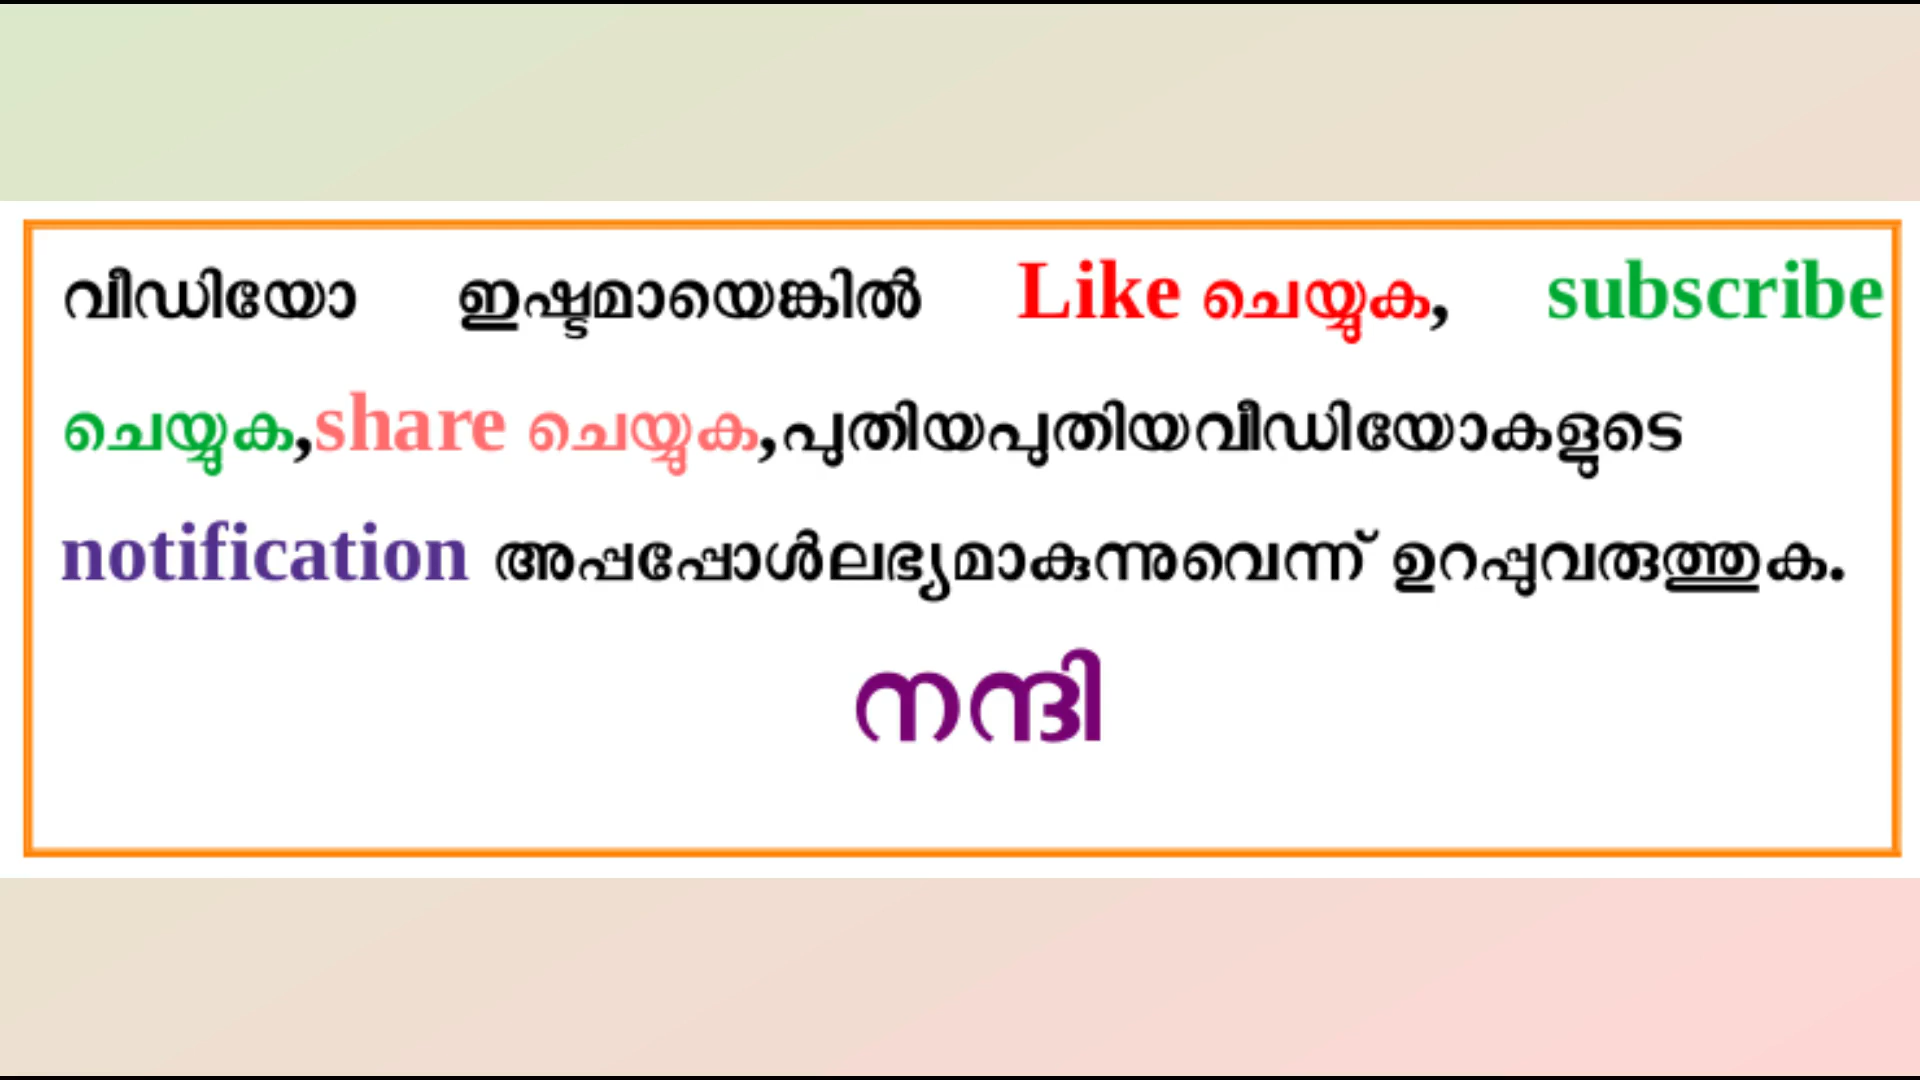 വീഡിയോ ഇഷ്ടമായെങ്കിൽ Like ചെയ്യുക, subscribe
ചെയ്യുക,share ചെയ്യുക,പുതിയപുതിയവീഡിയോകളുടെ
notification അപ്പപ്പോൾലഭ്യമാകുന്നുവെന്ന് ഉറപ്പുവരുത്തുക.
നന്ദി